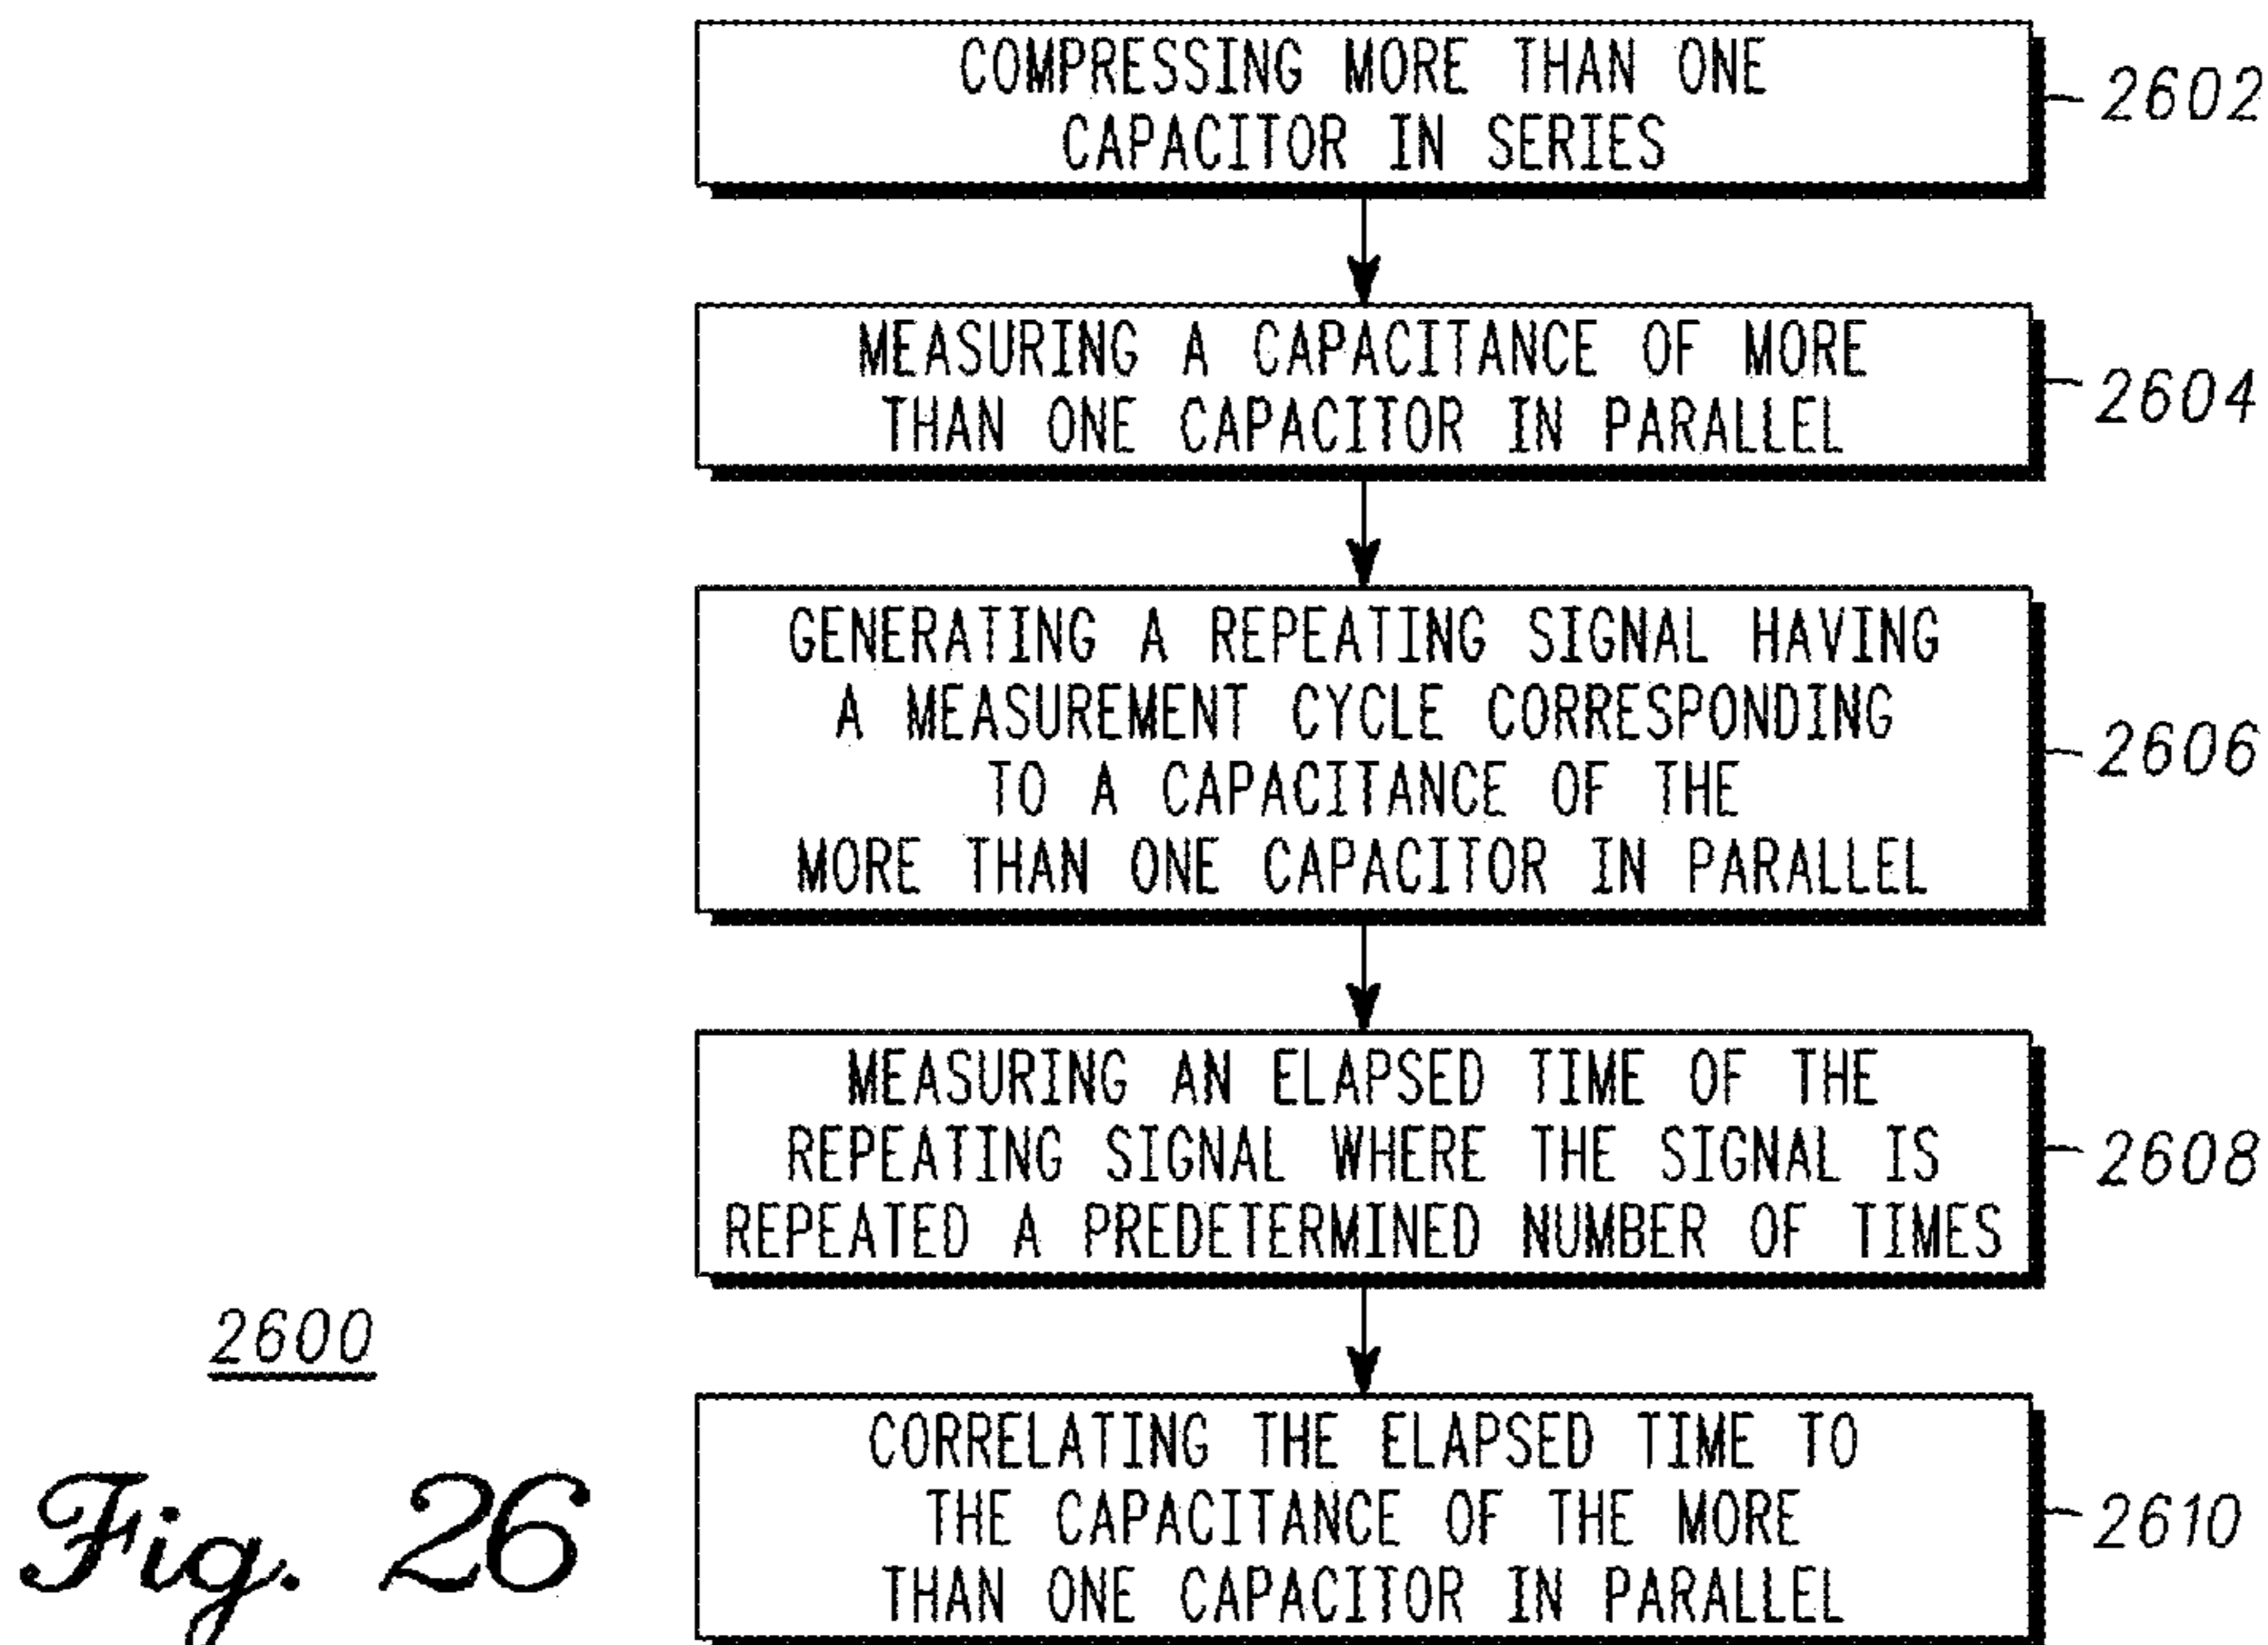 COMPRESSING MORE THAN ONE
CAPACITOR IN SERIES
2602
MEASURING A CAPACITANCE OF MORE
THAN ONE CAPACITOR IN PARALLEL
2604
GENERATING A REPEATING SIGNAL HAVING
A MEASUREMENT CYCLE CORRESPONDING
TO A CAPACITANCE OF THE
MORE THAN ONE CAPACITOR IN PARALLEL
2606
MEASURING AN ELAPSED TIME OF THE
REPEATING SIGNAL WHERE THE SIGNAL IS
REPEATED A PREDETERMINED NUMBER OF TIMES
2608
CORRELATING THE ELAPSED TIME TO
THE CAPACITANCE OF THE MORE
THAN ONE CAPACITOR IN PARALLEL
2610
2600
Fig. 26